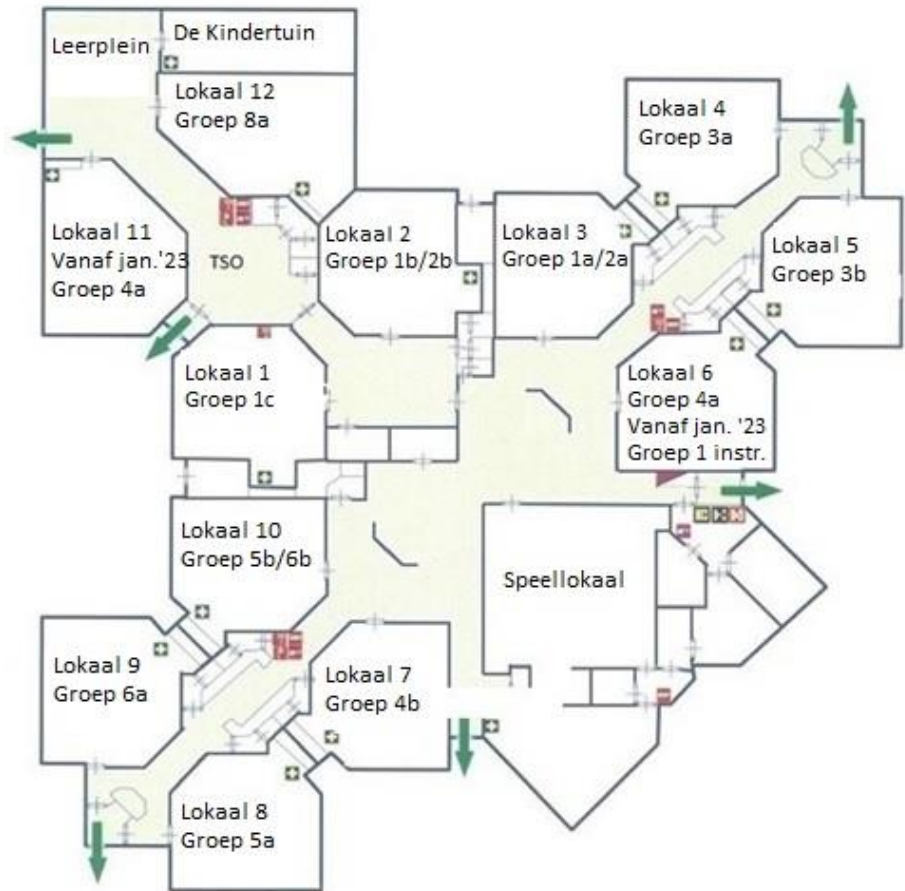 Leerplein
De Kindertuin
Lokaal 12
Groep 8a
Lokaal 4
Groep 3a
Lokaal 11
Vanaf jan.'23
Groep 4a
TSO
Lokaal 2
Groep 1b/2b
Lokaal 3
Groep 1a/2a
Lokaal 5
Groep 3b
Lokaal 1
Groep 1c
Lokaal 6
Groep 4a
Vanaf jan. '23
Groep 1 instr.
Lokaal 10
Groep 5b/6b
Speellokaal
Lokaal 9
Groep 6a
Lokaal 7
Groep 4b
Lokaal 8
Groep 5a